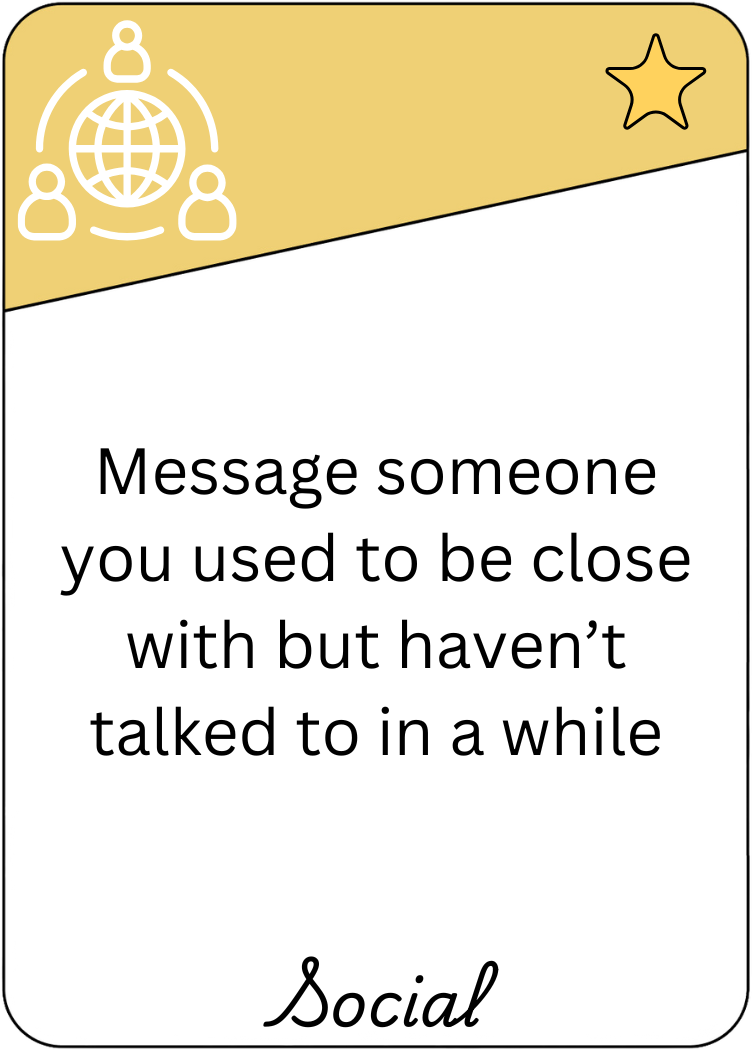 Message someone
you used to be close
with but haven’t
talked to in a while
Social